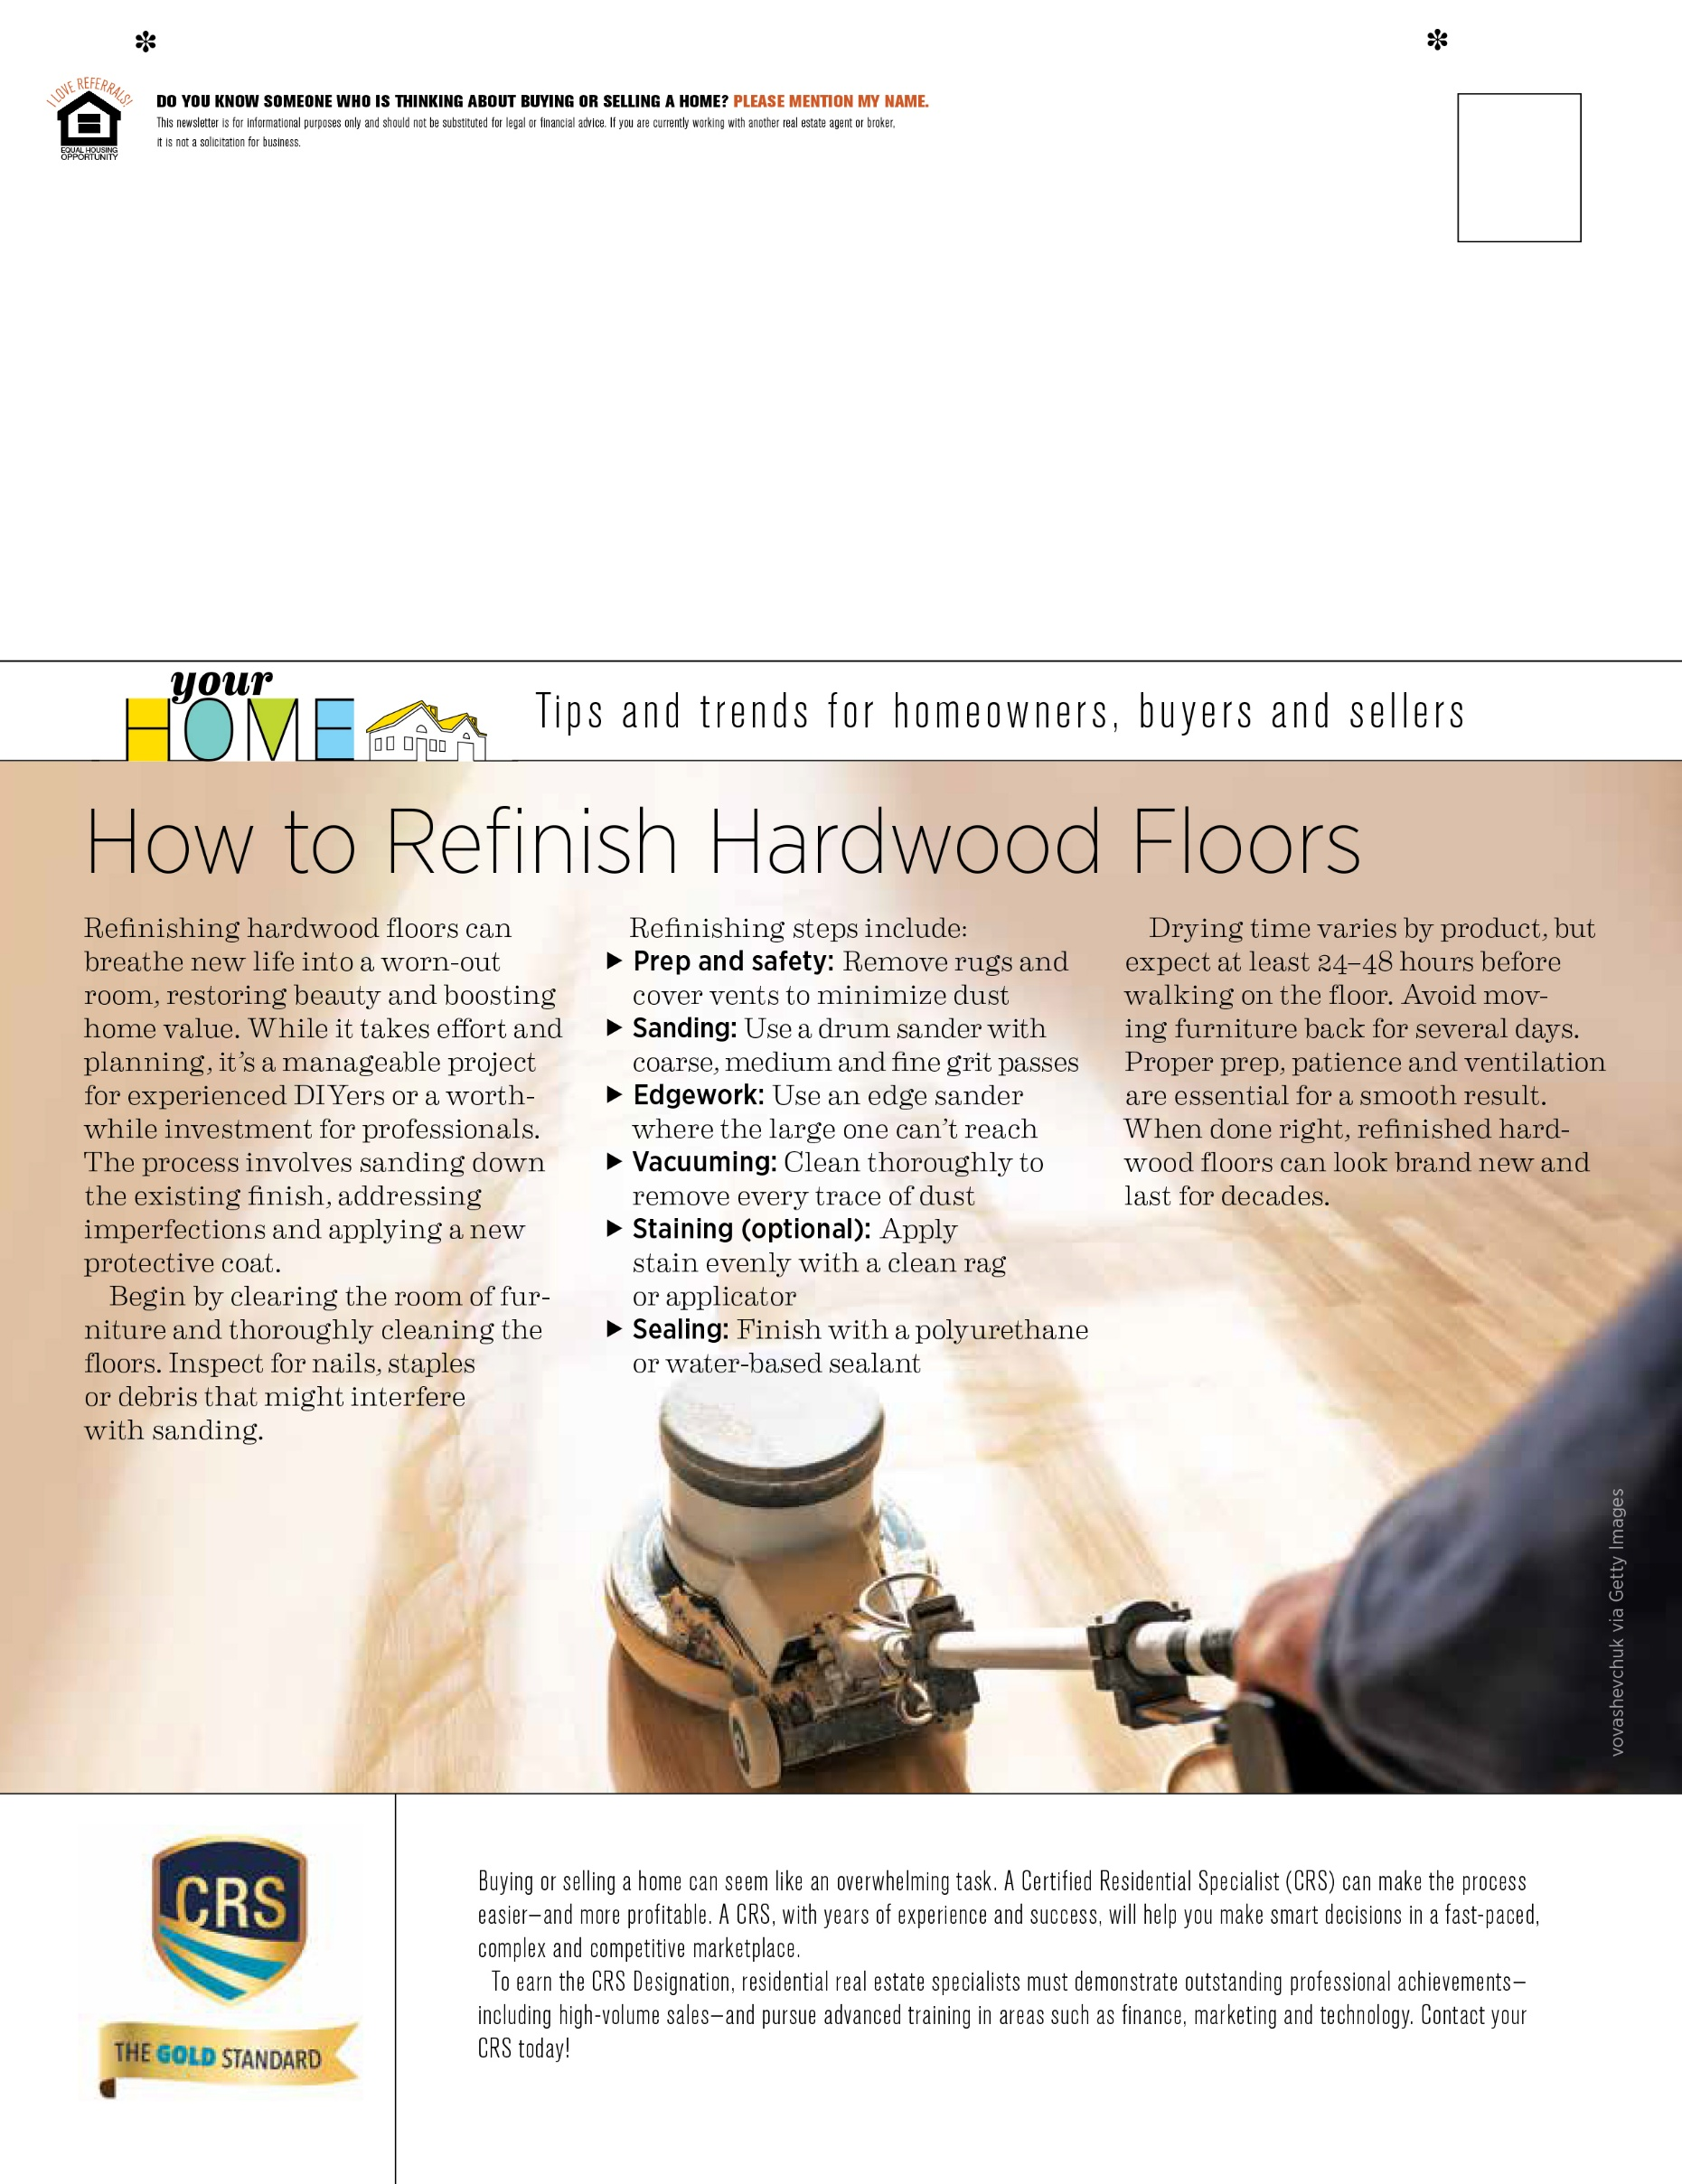 *
*
I LOVE REFERRALS!
EQUAL HOUSING
OPPORTUNITY
DO YOU KNOW SOMEONE WHO IS THINKING ABOUT BUYING OR SELLING A HOME? PLEASE MENTION MY NAME.
This newsletter is for informational purposes only and should not be substituted for legal or financial advice. If you are currently working with another real estate agent or broker,
it is not a solicitation for business.
your
HOME
Tips and trends for homeowners, buyers and sellers
How to Refinish Hardwood Floors
Refinishing hardwood floors can
breathe new life into a worn-out
room, restoring beauty and boosting
home value. While it takes effort and
planning, it’s a manageable project
for experienced DIYers or a worth-
while investment for professionals.
The process involves sanding down
the existing finish, addressing
imperfections and applying a new
protective coat.
Begin by clearing the room of fur-
niture and thoroughly cleaning the
floors. Inspect for nails, staples
or debris that might interfere
with sanding.
Refinishing steps include:
▶ Prep and safety: Remove rugs and
cover vents to minimize dust
▶ Sanding: Use a drum sander with
coarse, medium and fine grit passes
▶ Edgework: Use an edge sander
where the large one can’t reach
▶ Vacuuming: Clean thoroughly to
remove every trace of dust
▶ Staining (optional): Apply
stain evenly with a clean rag
or applicator
▶ Sealing: Finish with a polyurethane
or water-based sealant
Drying time varies by product, but
expect at least 24–48 hours before
walking on the floor. Avoid mov-
ing furniture back for several days.
Proper prep, patience and ventilation
are essential for a smooth result.
When done right, refinished hard-
wood floors can look brand new and
last for decades.
vovashevchuk via Getty Images
CRS
THE GOLD STANDARD
Buying or selling a home can seem like an overwhelming task. A Certified Residential Specialist (CRS) can make the process
easier—and more profitable. A CRS, with years of experience and success, will help you make smart decisions in a fast-paced,
complex and competitive marketplace.
To earn the CRS Designation, residential real estate specialists must demonstrate outstanding professional achievements—
including high-volume sales—and pursue advanced training in areas such as finance, marketing and technology. Contact your
CRS today!